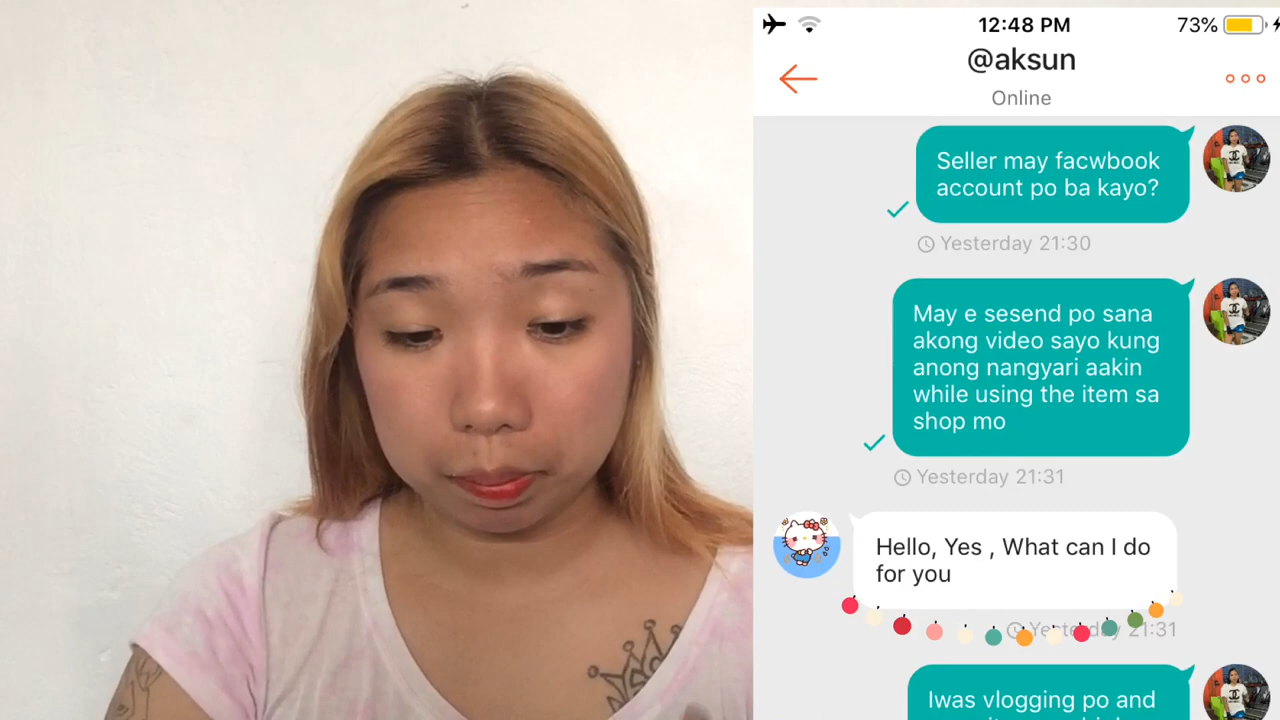 12:48 PM
73%
@aksun
Online
Seller may facwbook
account po ba kayo?
Yesterday 21:30
May e sesend po sana
akong video sayo kung
anong nangyari aakin
while using the item sa
shop mo
Yesterday 21:31
Hello, Yes , What can I do
for you
Yesterday 21:31
Iwas vlogging po and